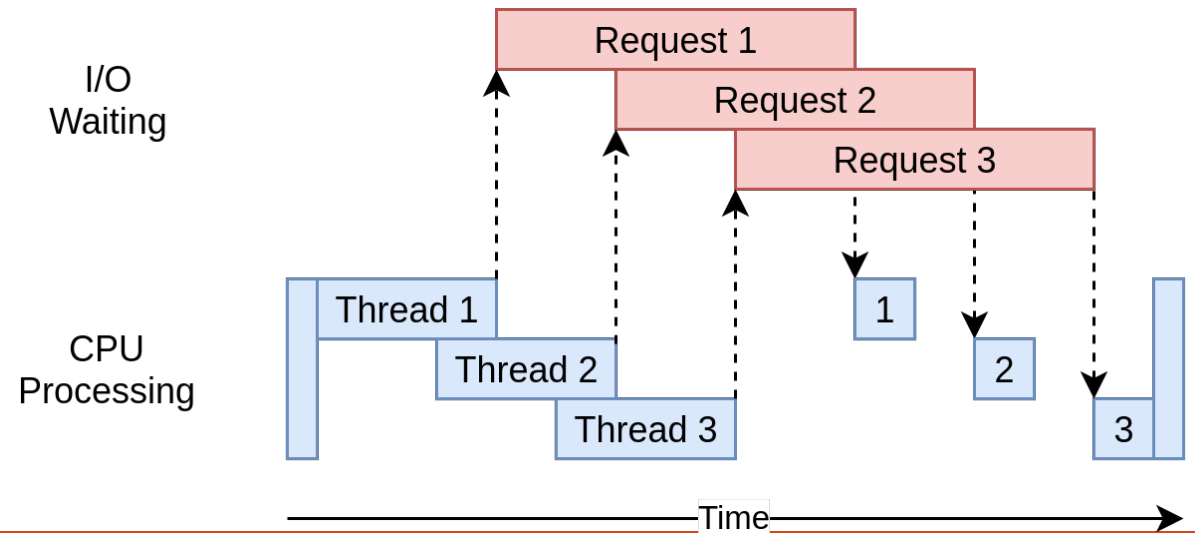 Request 1
I/O
Waiting
Request 2
Request 3
Thread 1
1
CPU
Processing
Thread 2
2
Thread 3
3
Time